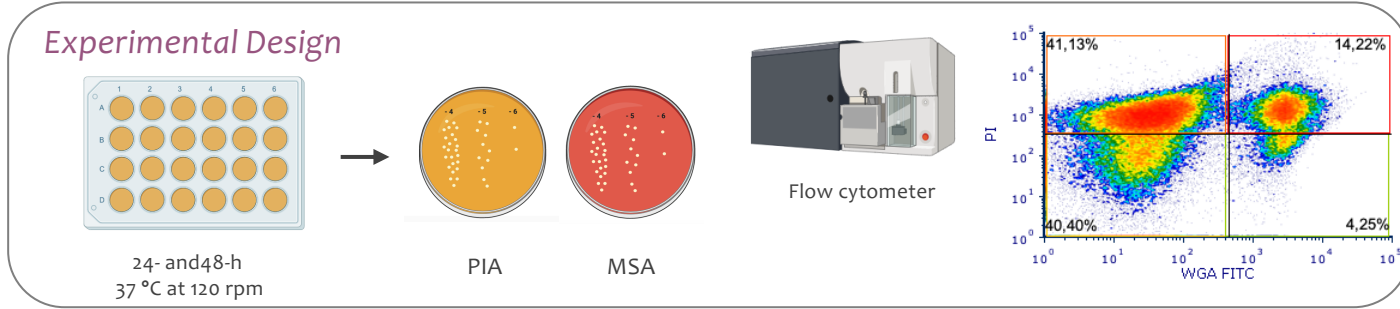 Experimental Design
1 2 3 4 5 6
A
B
C
D
24- and48-h
37 °C at 120 rpm
-4 -5 -6
PIA
-4 -5 -6
MSA
Flow cytometer
41,13% 14,22%
40,40% 4,25%
PI
10^5
10^4
10^3
10^2
10^1
10^0
10^0 10^1 10^2 10^3 10^4 10^5
WGA FITC